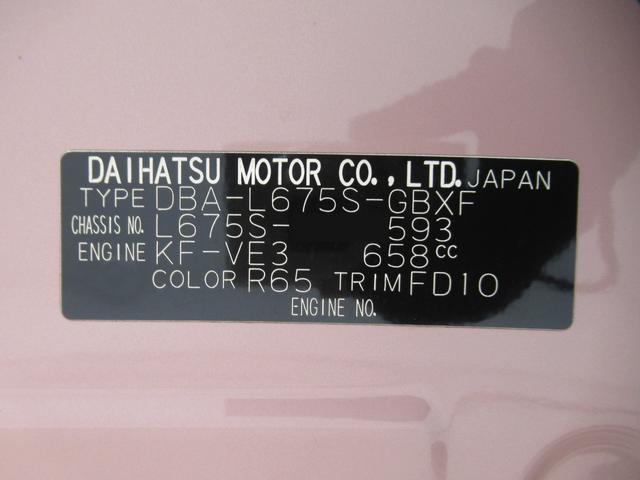 DAIHATSU MOTOR CO., LTD. JAPAN
TYPE DBA-L675S-GBXF
CHASSIS NO. L675S- 593
ENGINE KF-VE3 658cc
COLOR R65 TRIM FD10
ENGINE NO.